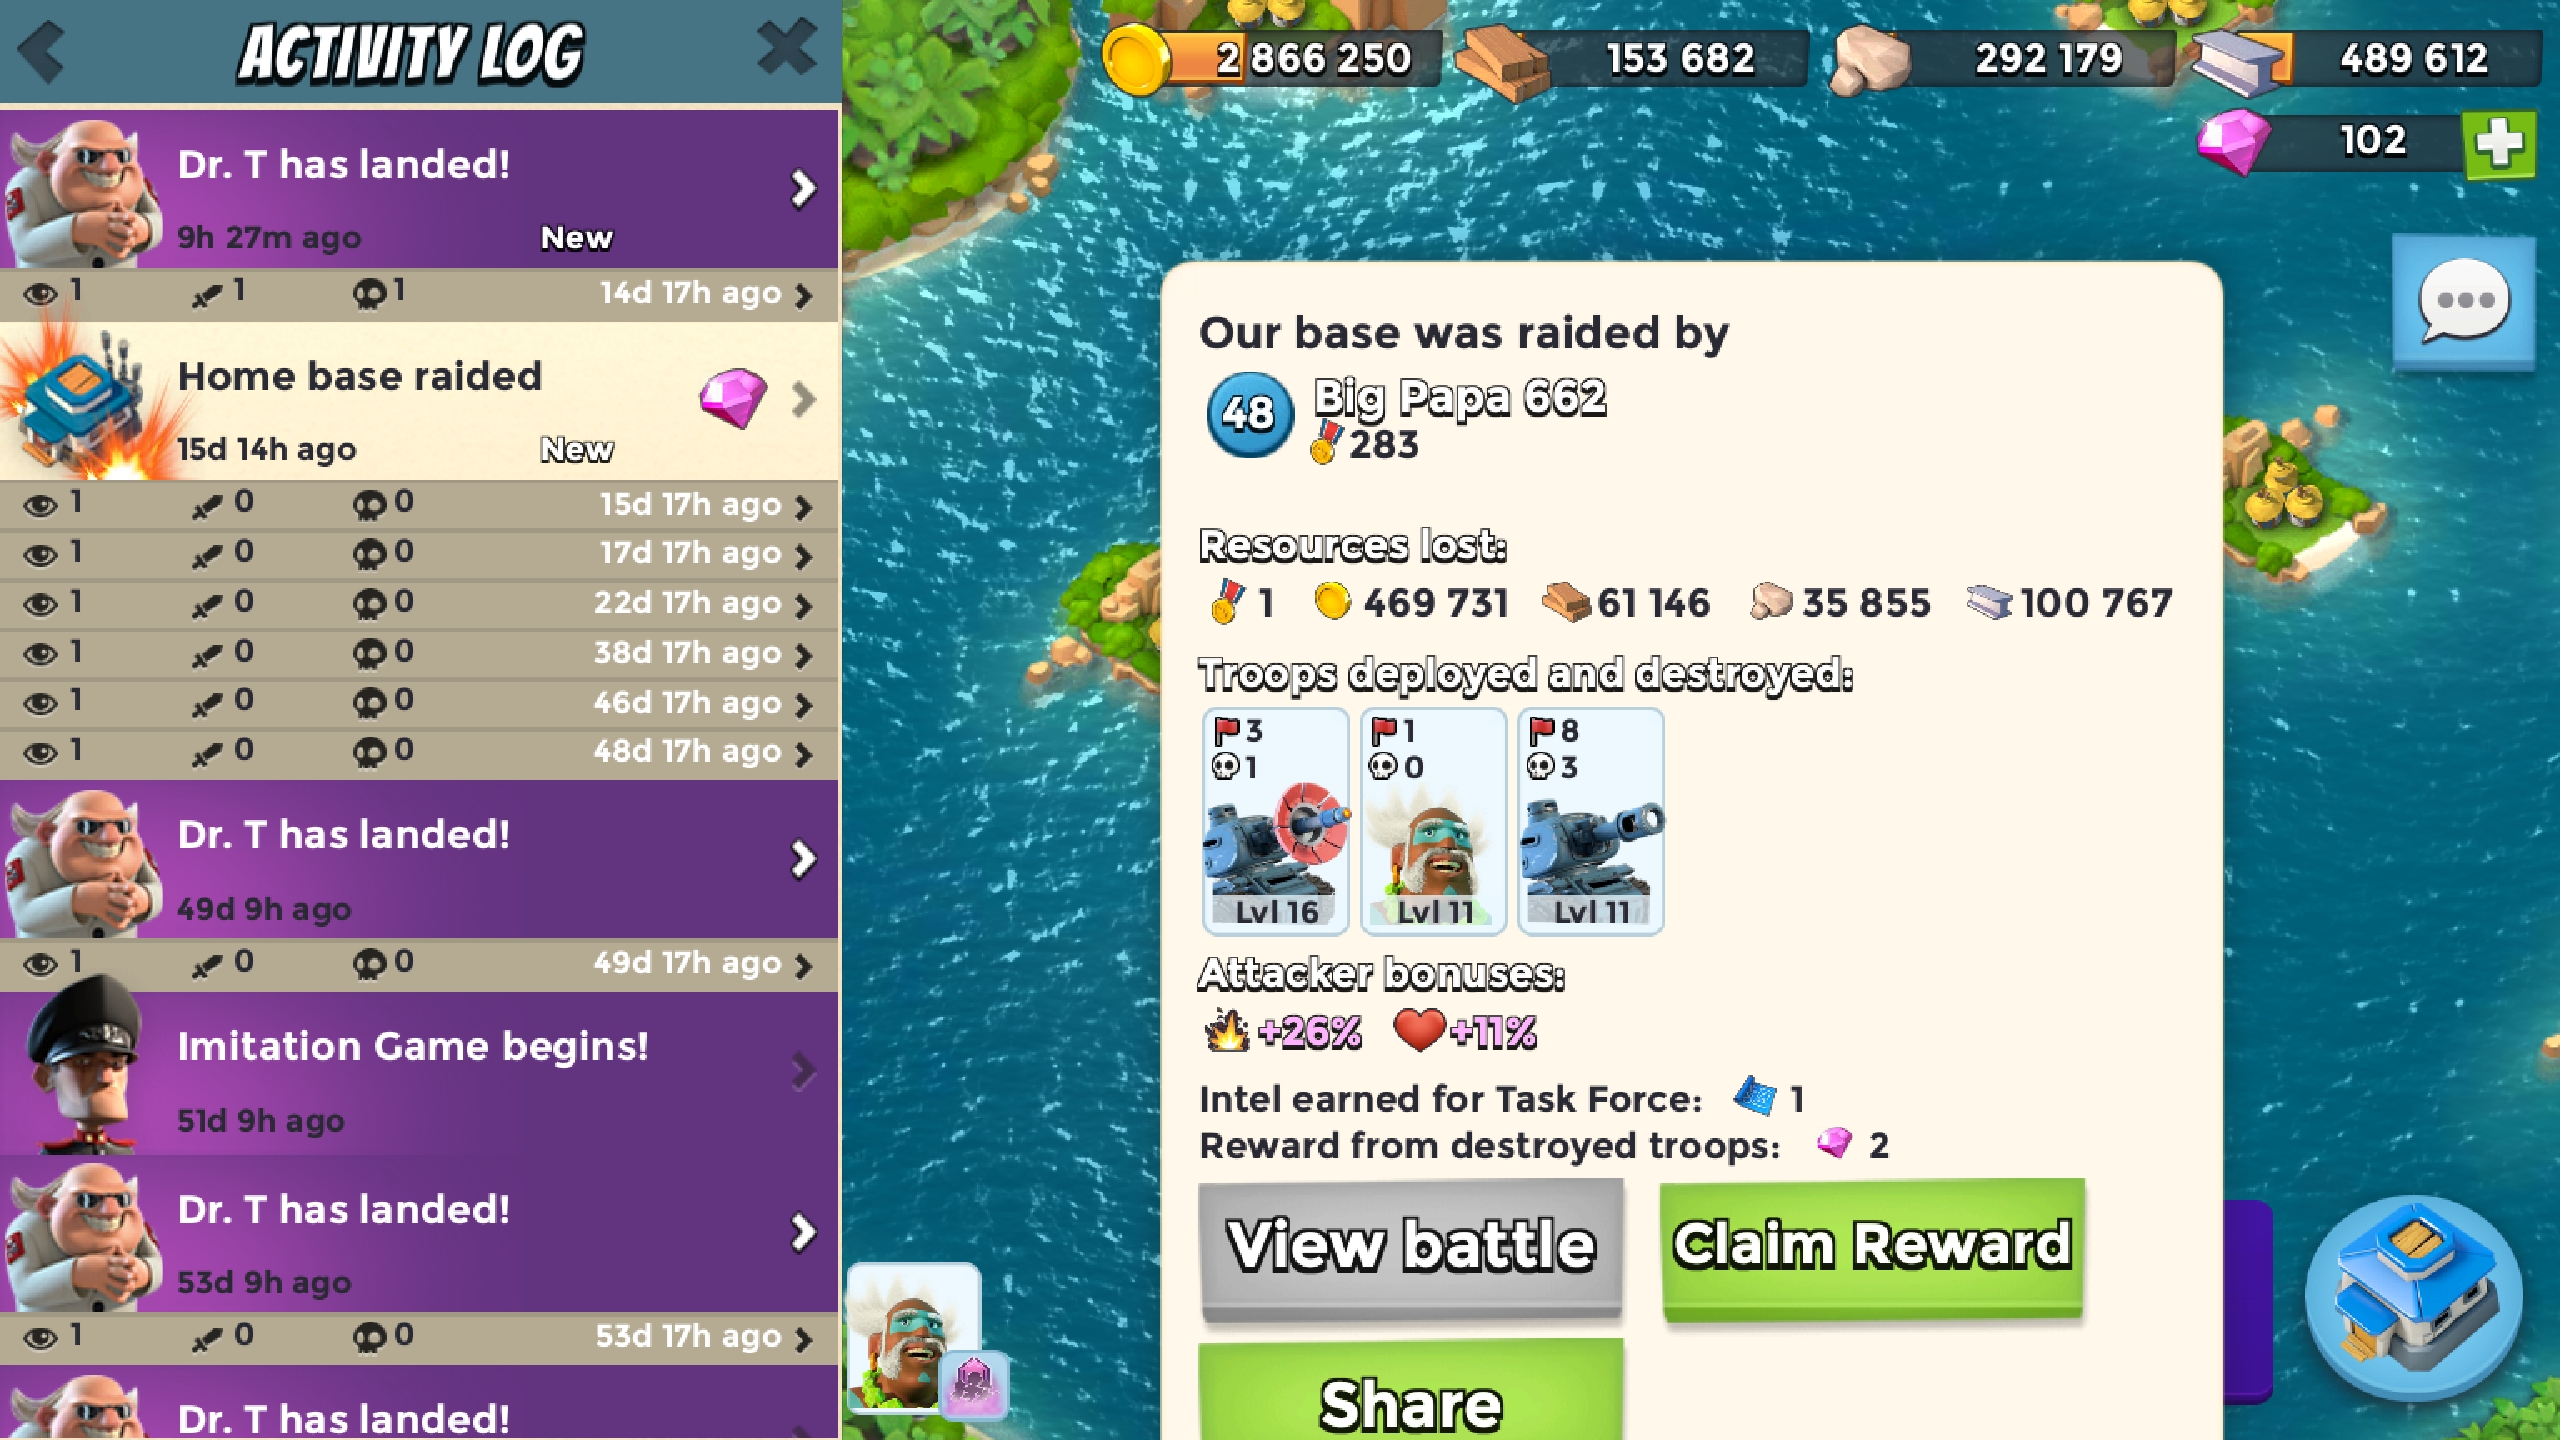 ACTIVITY LOG
Dr. T has landed!
9h 27m ago New
1 1 1 14d 17h ago
Home base raided
15d 14h ago New
1 0 0 15d 17h ago
1 0 0 17d 17h ago
1 0 0 22d 17h ago
1 0 0 38d 17h ago
1 0 0 46d 17h ago
1 0 0 48d 17h ago
Dr. T has landed!
49d 9h ago
1 0 0 49d 17h ago
Imitation Game begins!
51d 9h ago
Dr. T has landed!
53d 9h ago
1 0 0 53d 17h ago
Dr. T has landed!
2 866 250 153 682 292 179 489 612
102
Our base was raided by
48 Big Papa 662
283
Resources lost:
1 469 731 61 146 35 855 100 767
Troops deployed and destroyed:
3 1 8
1 0 3
Lvl 16 Lvl 11 Lvl 11
Attacker bonuses:
+26% +11%
Intel earned for Task Force: 1
Reward from destroyed troops: 2
View battle Claim Reward
Share